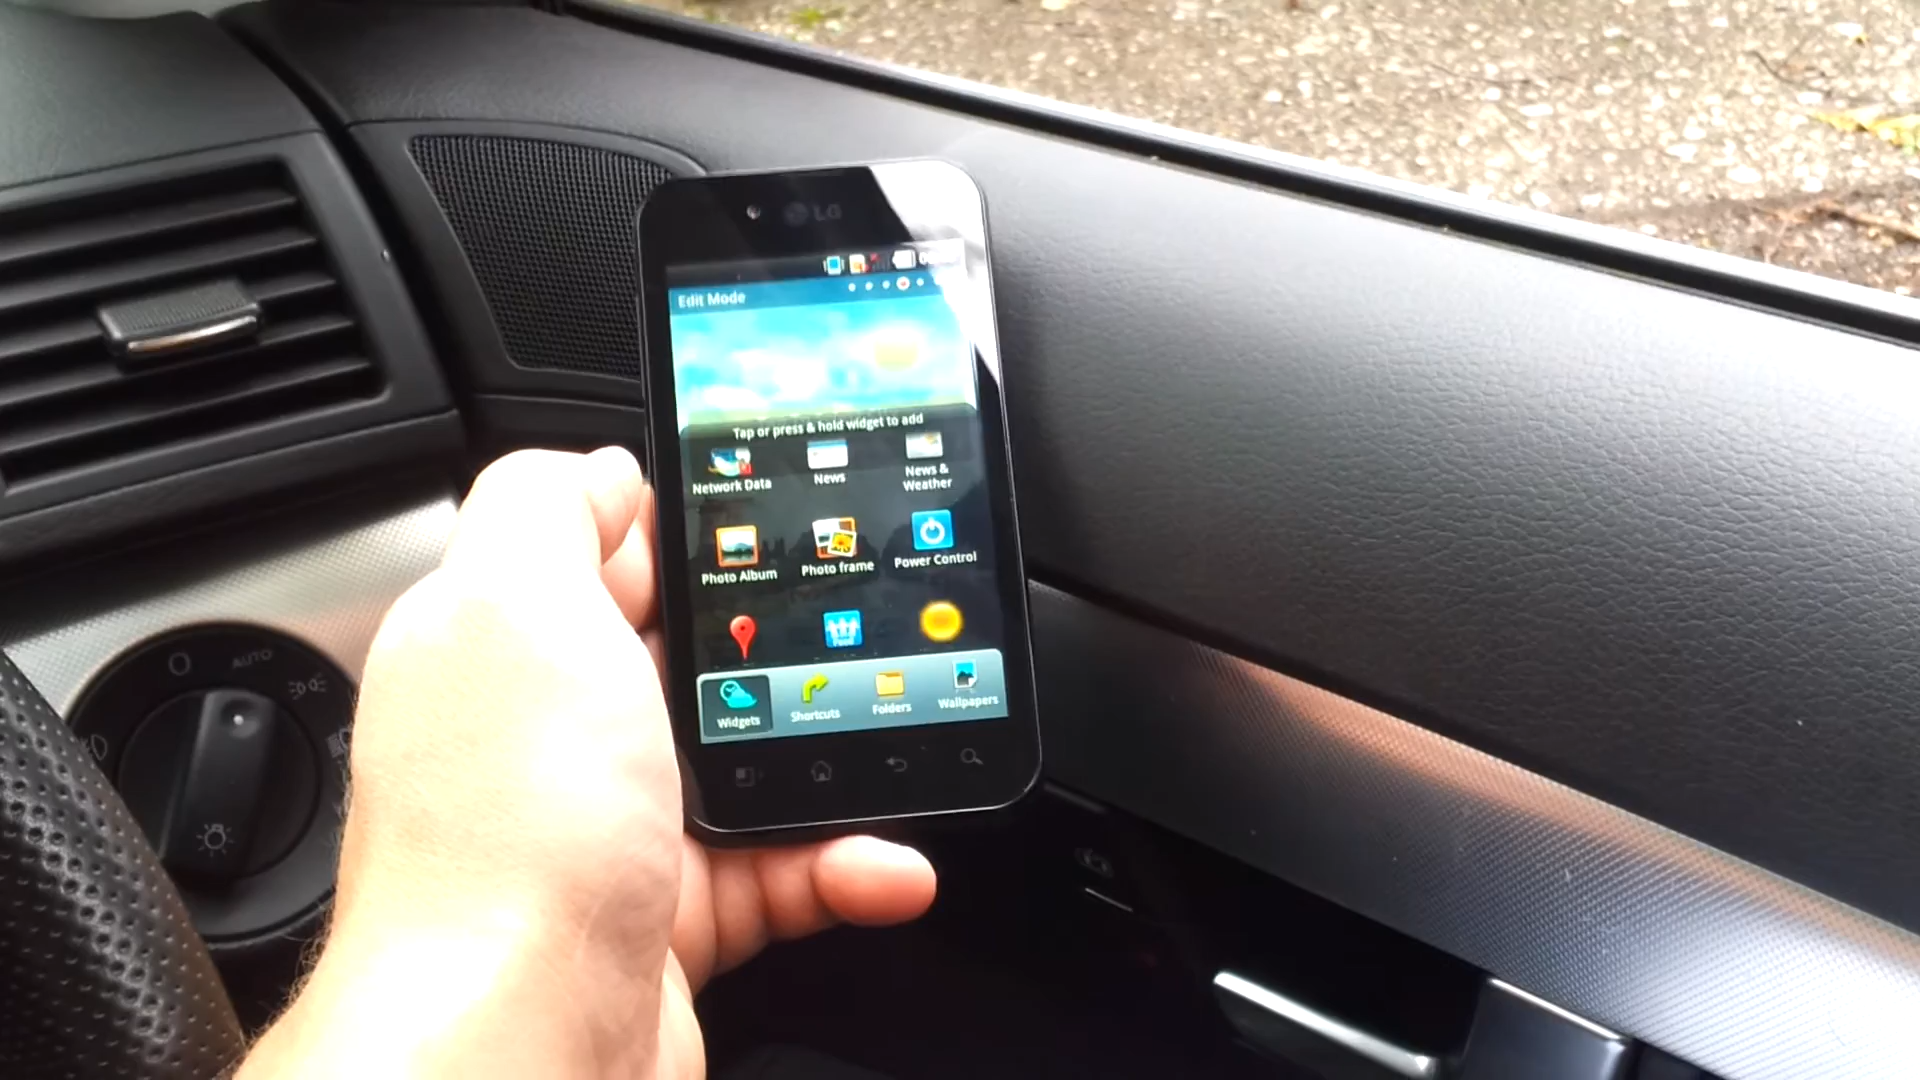 LG
Edit Mode
Tap or press & hold widget to add
Network Data
News
News &
Weather
Photo Album
Photo frame
Power Control
Widgets
Shortcuts
Folders
Wallpapers
O
AUTO